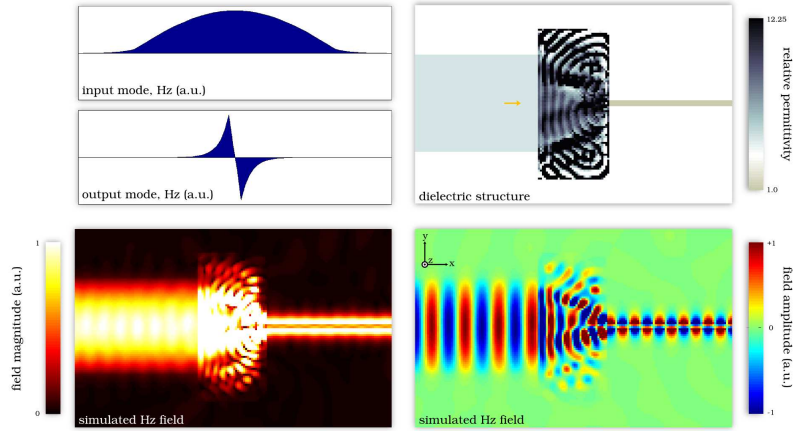 input mode, Hz (a.u.)
output mode, Hz (a.u.)
dielectric structure
12.25
1.0
relative permittivity
1
0
field magnitude (a.u.)
simulated Hz field
y
z
x
simulated Hz field
+1
0
-1
field amplitude (a.u.)